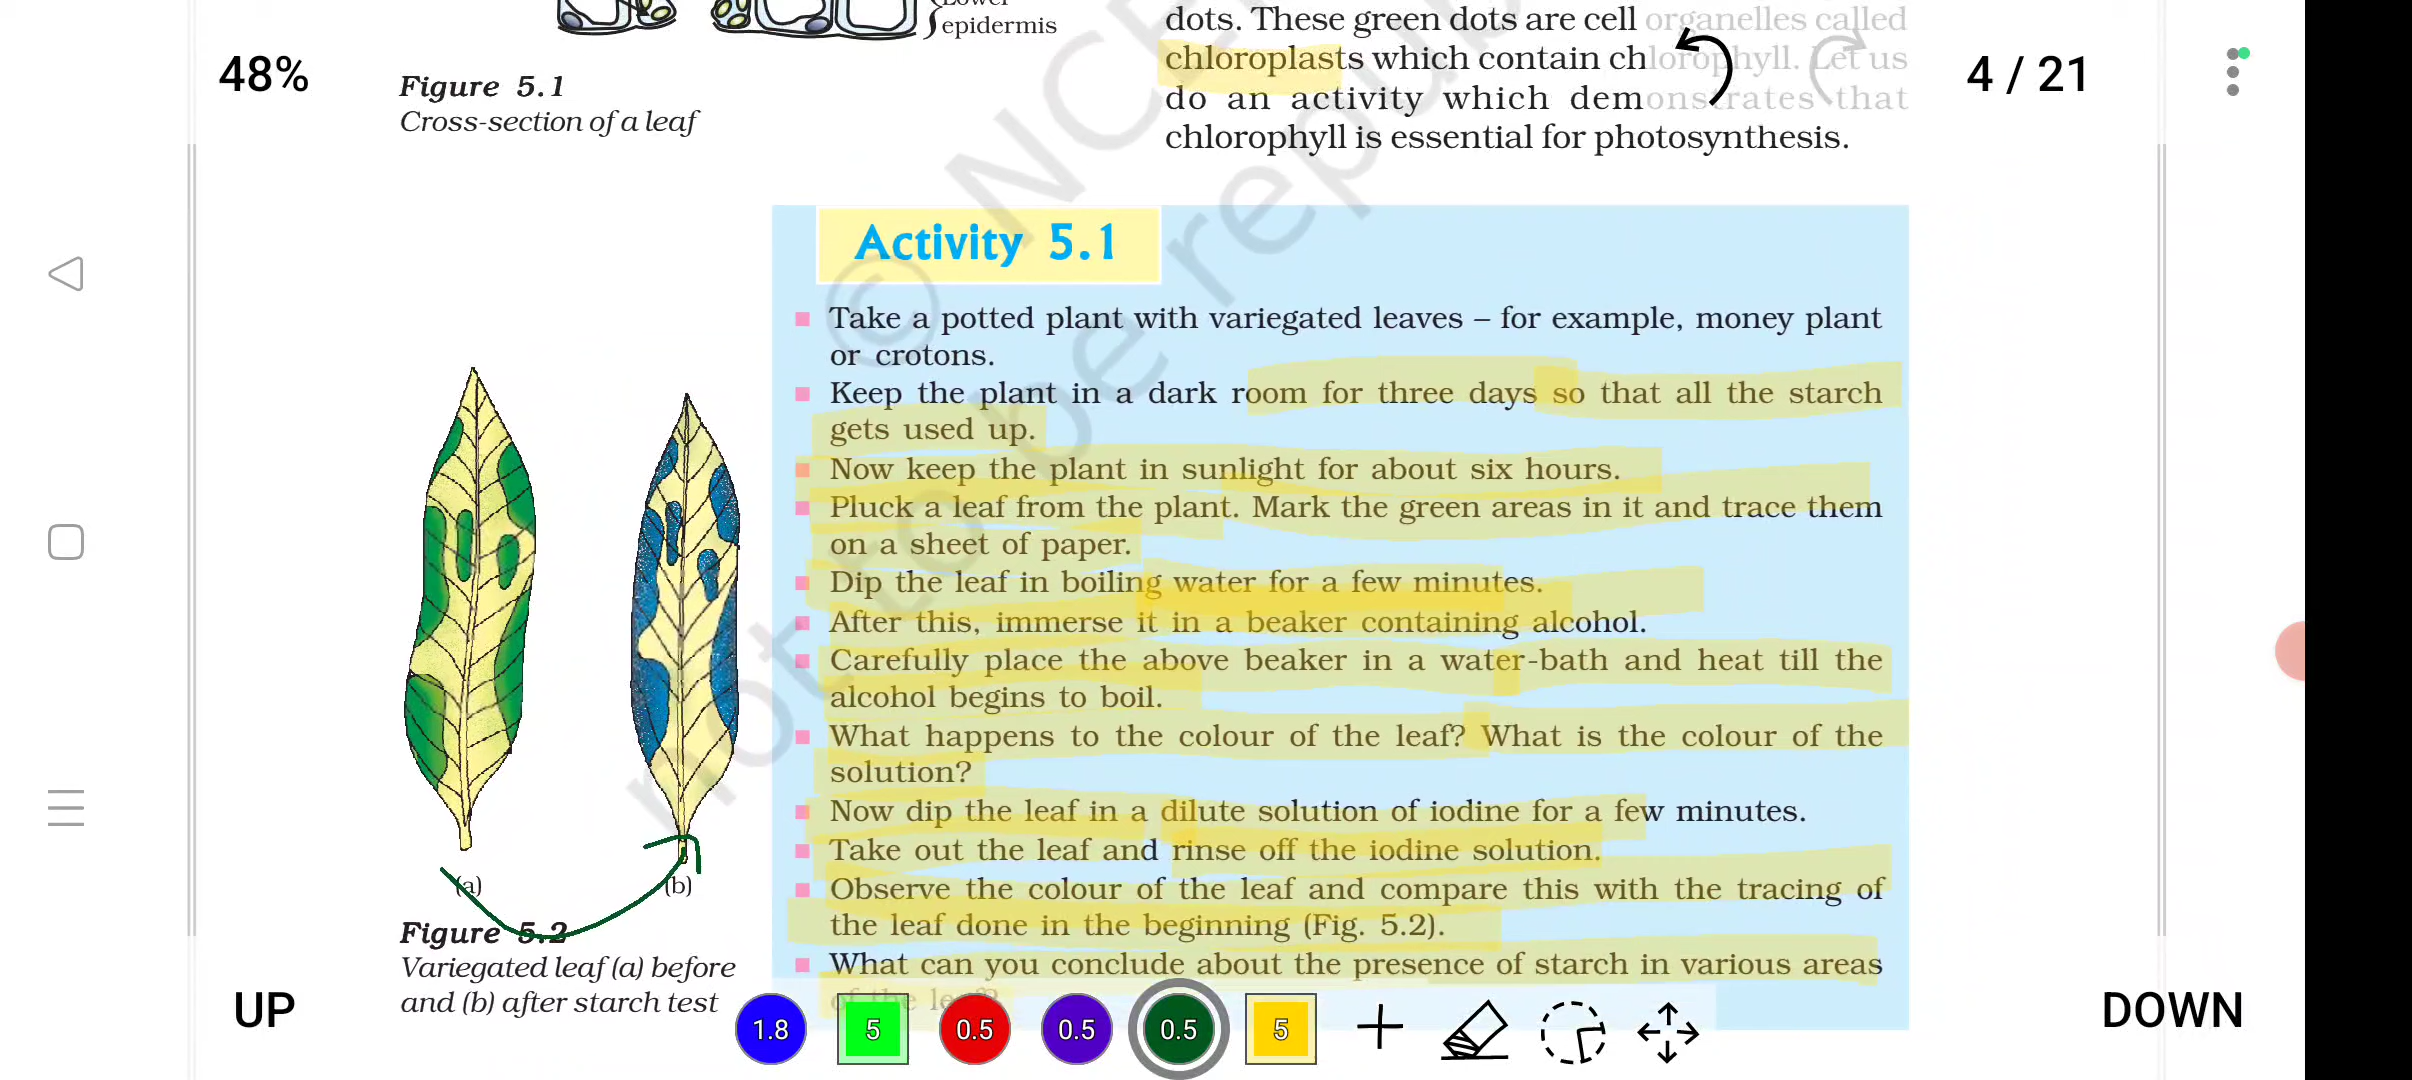 Lower
epidermis
Figure 5.1
Cross-section of a leaf
dots. These green dots are cell organelles called
chloroplasts which contain chlorophyll. Let us
do an activity which demonstrates that
chlorophyll is essential for photosynthesis.
48%
4 / 21
Activity 5.1
Take a potted plant with variegated leaves – for example, money plant
or crotons.
Keep the plant in a dark room for three days so that all the starch
gets used up.
Now keep the plant in sunlight for about six hours.
Pluck a leaf from the plant. Mark the green areas in it and trace them
on a sheet of paper.
Dip the leaf in boiling water for a few minutes.
After this, immerse it in a beaker containing alcohol.
Carefully place the above beaker in a water-bath and heat till the
alcohol begins to boil.
What happens to the colour of the leaf? What is the colour of the
solution?
Now dip the leaf in a dilute solution of iodine for a few minutes.
Take out the leaf and rinse off the iodine solution.
Observe the colour of the leaf and compare this with the tracing of
the leaf done in the beginning (Fig. 5.2).
What can you conclude about the presence of starch in various areas
of the leaf?
(a)
(b)
Figure 5.2
Variegated leaf (a) before
and (b) after starch test
© NCE
not to be repub
UP
DOWN
1.8
5
0.5
0.5
0.5
5